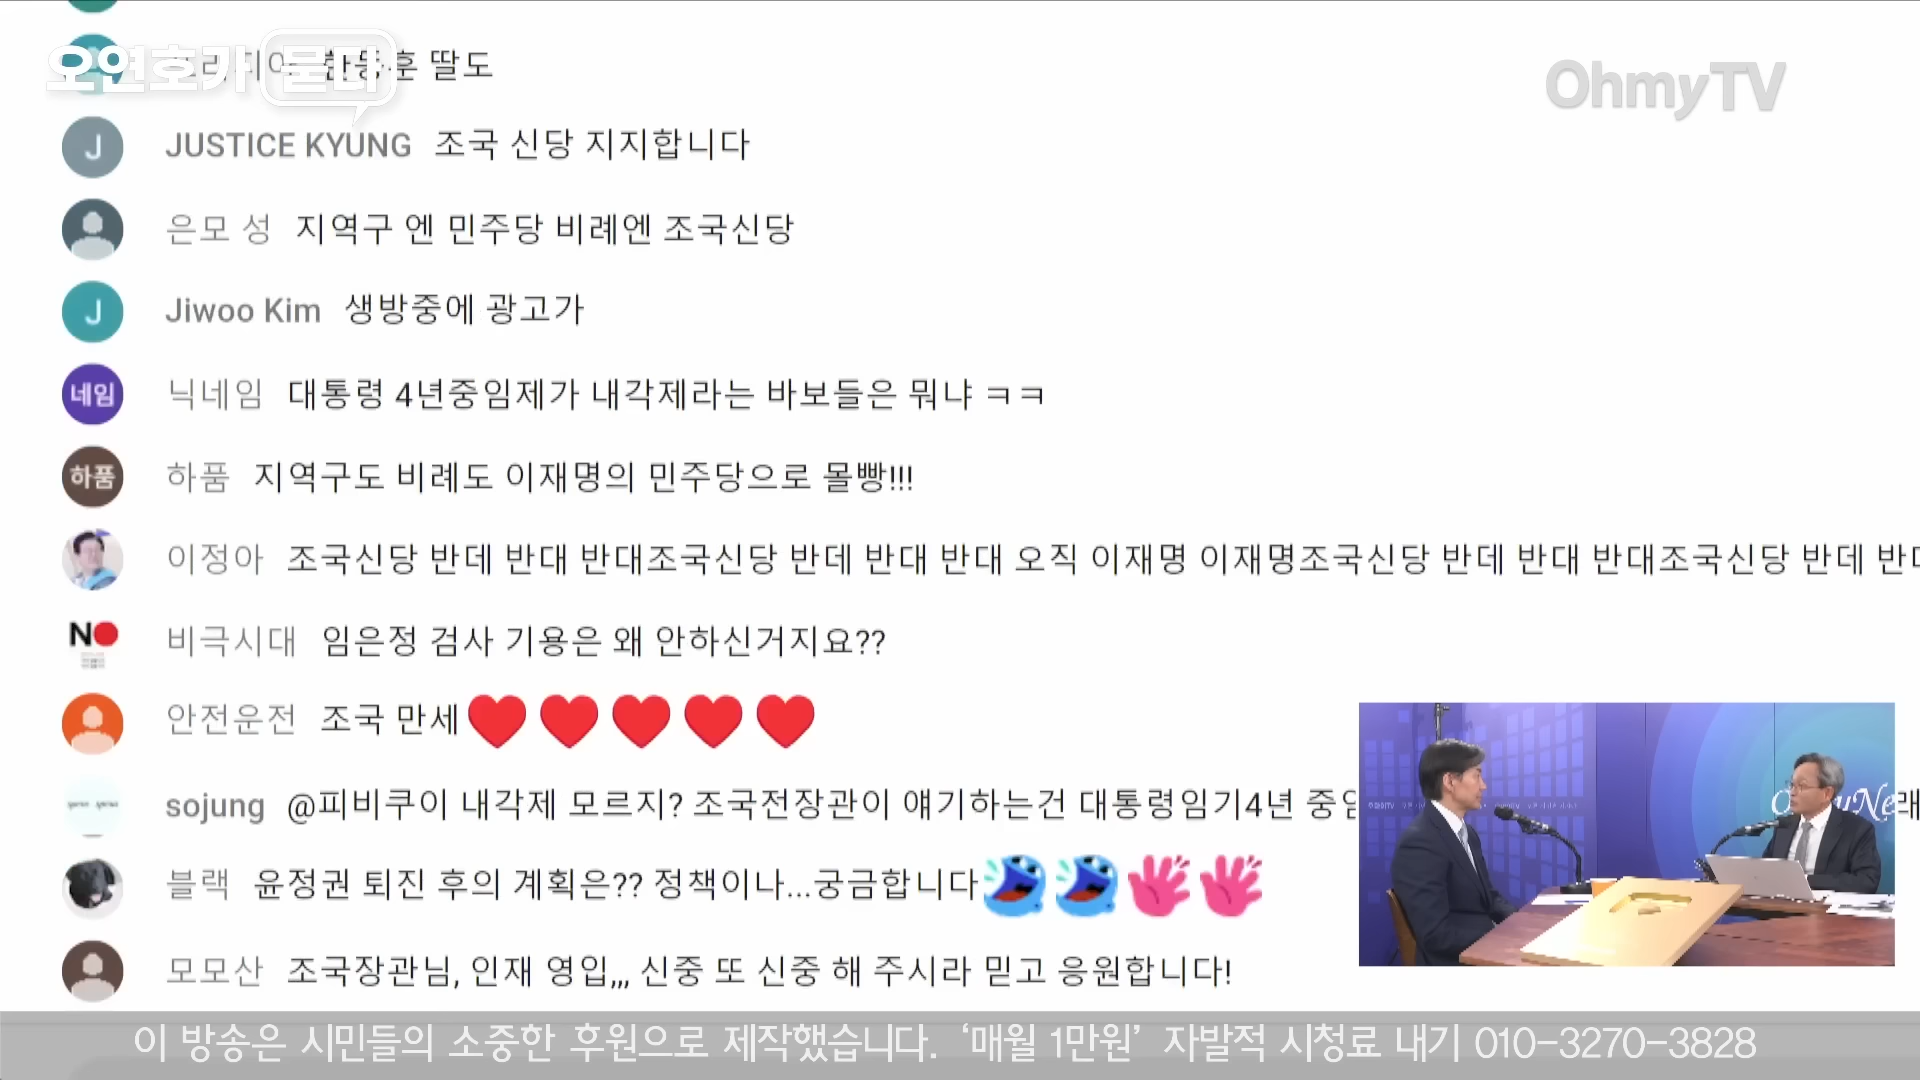 오연호가 묻다
한동훈 딸도
OhmyTV
J JUSTICE KYUNG 조국 신당 지지합니다
은모 성 지역구 엔 민주당 비례엔 조국신당
J Jiwoo Kim 생방중에 광고가
네임 닉네임 대통령 4년중임제가 내각제라는 바보들은 뭐냐 ㅋㅋ
하품 하품 지역구도 비례도 이재명의 민주당으로 몰빵!!!
이정아 조국신당 반데 반대 반대조국신당 반데 반대 반대 오직 이재명 이재명조국신당 반데 반대 반대조국신당 반데
NO 비극시대 임은정 검사 기용은 왜 안하신거지요??
안전운전 조국 만세
sojung @피비쿠이 내각제 모르지? 조국전장관이 얘기하는건 대통령임기4년
블랙 윤정권 퇴진 후의 계획은?? 정책이나...궁금합니다
모모산 조국장관님, 인재 영입,,, 신중 또 신중 해 주시라 믿고 응원합니다!
이 방송은 시민들의 소중한 후원으로 제작했습니다. ‘매월 1만원’ 자발적 시청료 내기 010-3270-3828